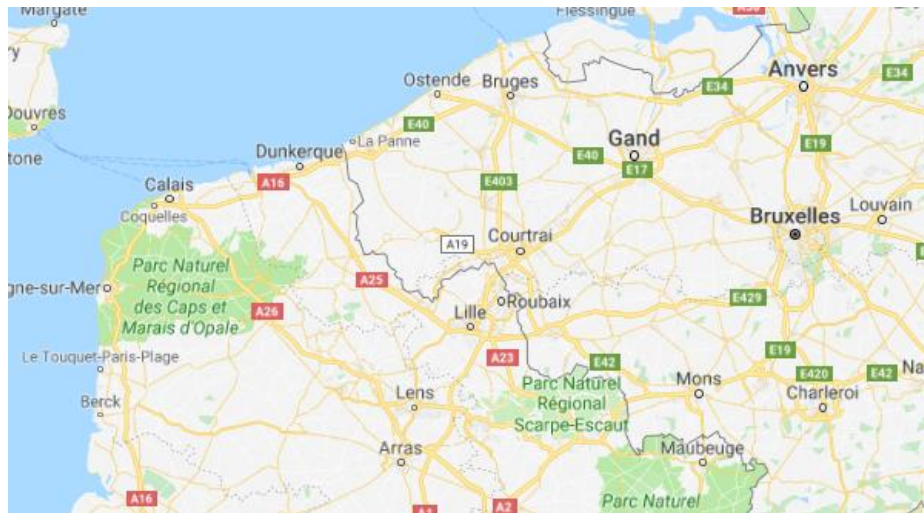 Margate
Flessingue
Anvers
E34
E34
Ostende
Bruges
Douvres
E40
La Panne
Gand
E19
E40
E17
Dunkerque
A16
E403
Calais
Coquelles
Louvain
Bruxelles
Courtrai
A19
Parc Naturel
Régional
des Caps et
Marais d'Opale
gne-sur-Mer
A25
A26
Lille
Roubaix
E429
Le Touquet-Paris-Plage
A23
E42
E19
E420
E42
Na
Parc Naturel
Régional
Scarpe-Escaut
Mons
Charleroi
Lens
Berck
Arras
Maubeuge
A16
A1
A2
Parc Naturel